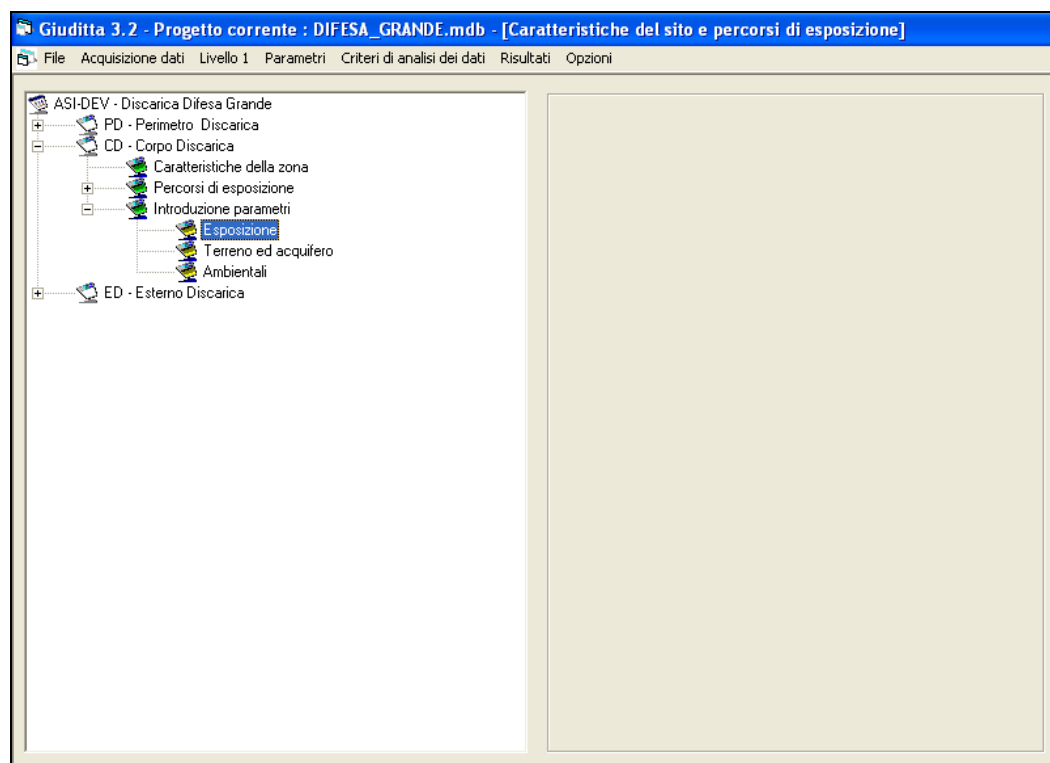 Giuditta 3.2 - Progetto corrente : DIFESA_GRANDE.mdb - [Caratteristiche del sito e percorsi di esposizione]
File Acquisizione dati Livello 1 Parametri Criteri di analisi dei dati Risultati Opzioni
ASI-DEV - Discarica Difesa Grande
PD - Perimetro Discarica
CD - Corpo Discarica
Caratteristiche della zona
Percorsi di esposizione
Introduzione parametri
Esposizione
Terreno ed acquifero
Ambientali
ED - Esterno Discarica